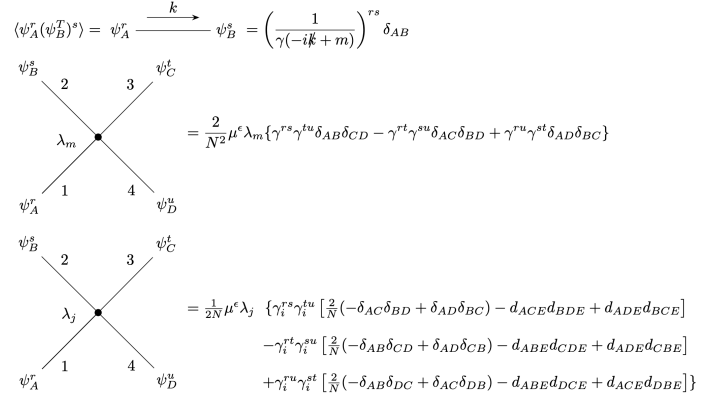 k
⟨ψ_A^r(ψ_B^T)^s⟩ = ψ_A^r ψ_B^s = (1/(γ(−ik̸ + m)))^{rs} δ_{AB}
ψ_B^s ψ_C^t
2 3
λ_m = 2/N² μ^ϵ λ_m{γ^{rs}γ^{tu}δ_{AB}δ_{CD} − γ^{rt}γ^{su}δ_{AC}δ_{BD} + γ^{ru}γ^{st}δ_{AD}δ_{BC}}
1 4
ψ_A^r ψ_D^u
ψ_B^s ψ_C^t
2 3
λ_j = 1/2N μ^ϵ λ_j {γ_i^{rs}γ_i^{tu} [2/N(−δ_{AC}δ_{BD} + δ_{AD}δ_{BC}) − d_{ACE}d_{BDE} + d_{ADE}d_{BCE}]
−γ_i^{rt}γ_i^{su} [2/N(−δ_{AB}δ_{CD} + δ_{AD}δ_{CB}) − d_{ABE}d_{CDE} + d_{ADE}d_{CBE}]
1 4
ψ_A^r ψ_D^u +γ_i^{ru}γ_i^{st} [2/N(−δ_{AB}δ_{DC} + δ_{AC}δ_{DB}) − d_{ABE}d_{DCE} + d_{ACE}d_{DBE}]}